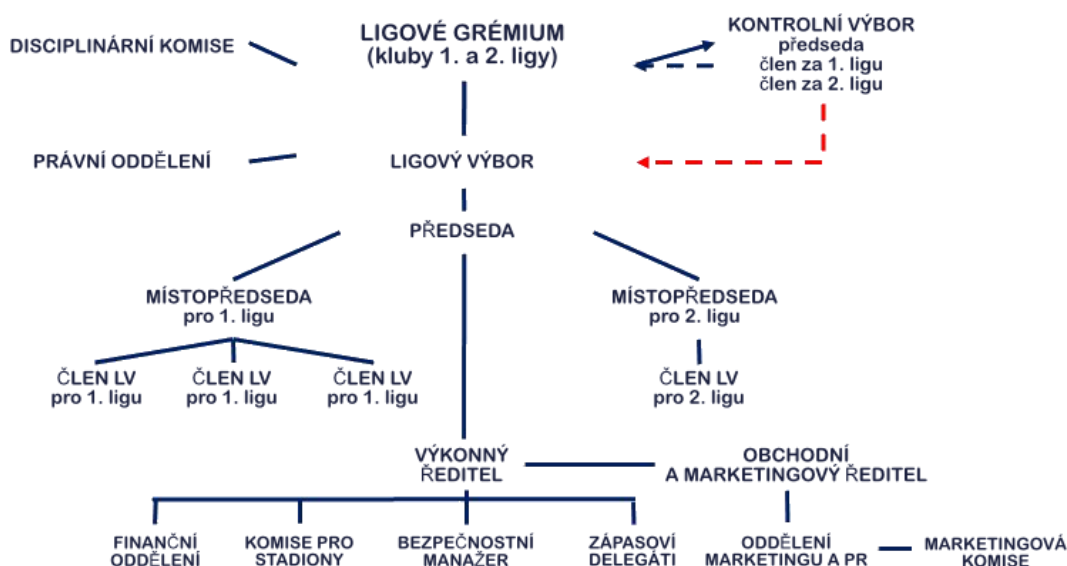 DISCIPLINÁRNÍ KOMISE
LIGOVÉ GRÉMIUM
(kluby 1. a 2. ligy)
KONTROLNÍ VÝBOR
předseda
člen za 1. ligu
člen za 2. ligu
PRÁVNÍ ODDĚLENÍ
LIGOVÝ VÝBOR
PŘEDSEDA
MÍSTOPŘEDSEDA
pro 1. ligu
MÍSTOPŘEDSEDA
pro 2. ligu
ČLEN LV
pro 1. ligu
ČLEN LV
pro 1. ligu
ČLEN LV
pro 1. ligu
ČLEN LV
pro 2. ligu
VÝKONNÝ
ŘEDITEL
OBCHODNÍ
A MARKETINGOVÝ ŘEDITEL
FINANČNÍ
ODDĚLENÍ
KOMISE PRO
STADIONY
BEZPEČNOSTNÍ
MANAŽER
ZÁPASOVÍ
DELEGÁTI
ODDĚLENÍ
MARKETINGU A PR
MARKETINGOVÁ
KOMISE